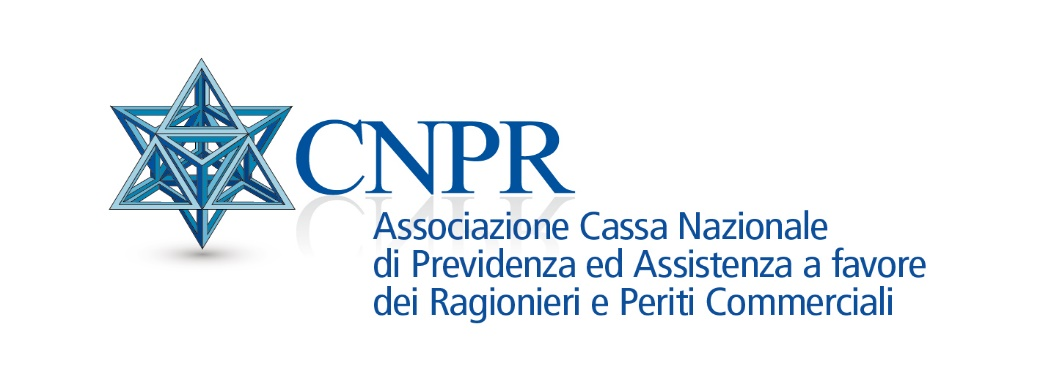 CNPR
Associazione Cassa Nazionale
di Previdenza ed Assistenza a favore
dei Ragionieri e Periti Commerciali